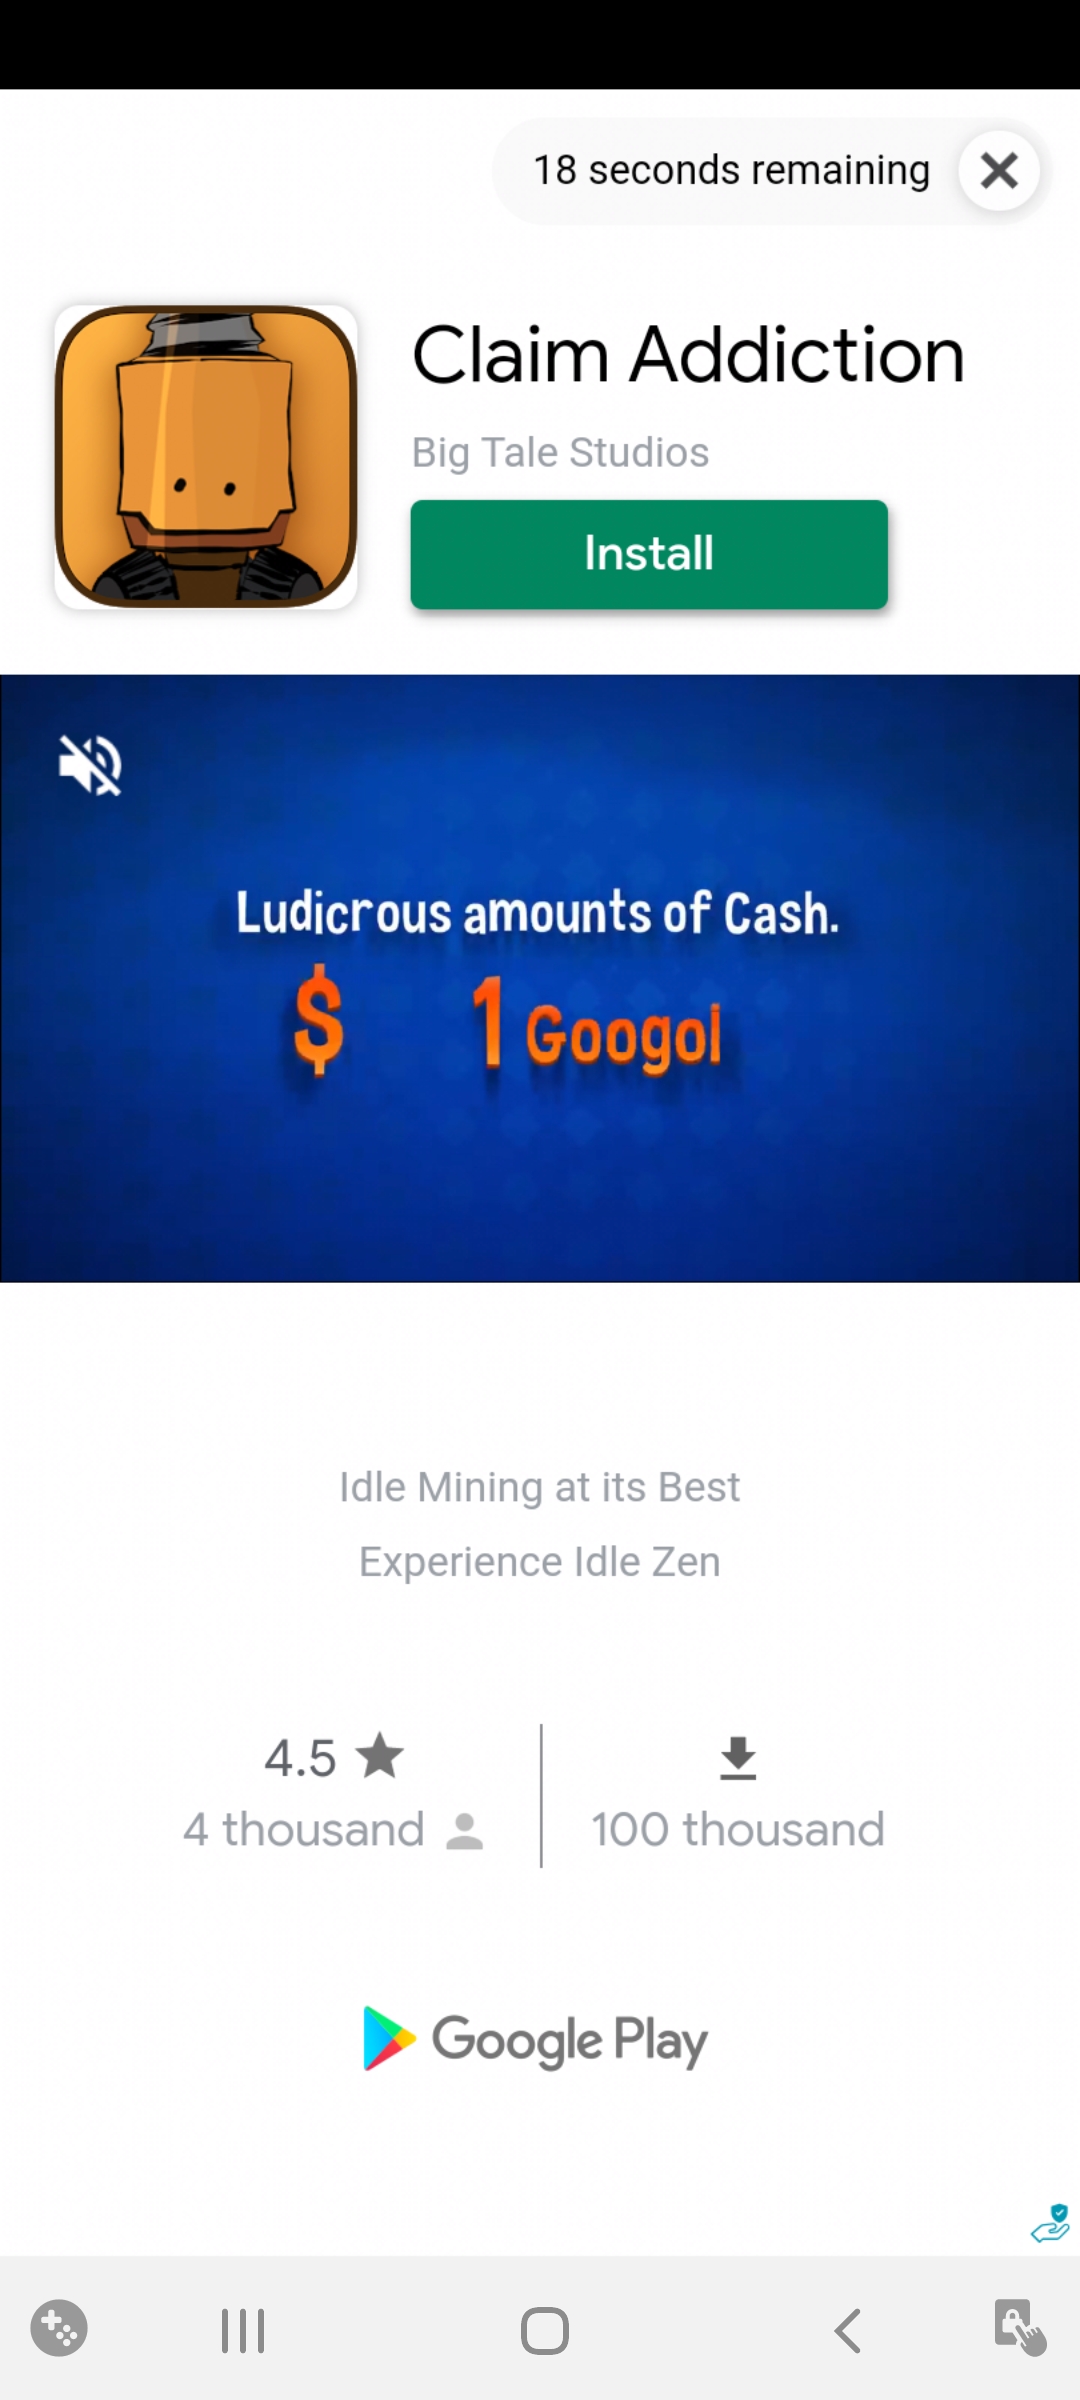 18 seconds remaining
Claim Addiction
Big Tale Studios
Install
Ludicrous amounts of Cash.
$ 1 Googol
Idle Mining at its Best
Experience Idle Zen
4.5
4 thousand
100 thousand
Google Play